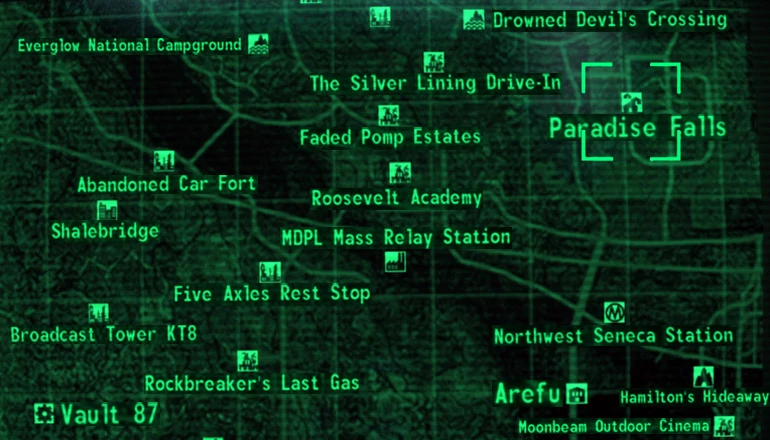 Drowned Devil's Crossing
Everglow National Campground
The Silver Lining Drive-In
Paradise Falls
Faded Pomp Estates
Abandoned Car Fort
Roosevelt Academy
Shalebridge
MDPL Mass Relay Station
Five Axles Rest Stop
Broadcast Tower KT8
Northwest Seneca Station
Rockbreaker's Last Gas
Arefu
Hamilton's Hideaway
Vault 87
Moonbeam Outdoor Cinema